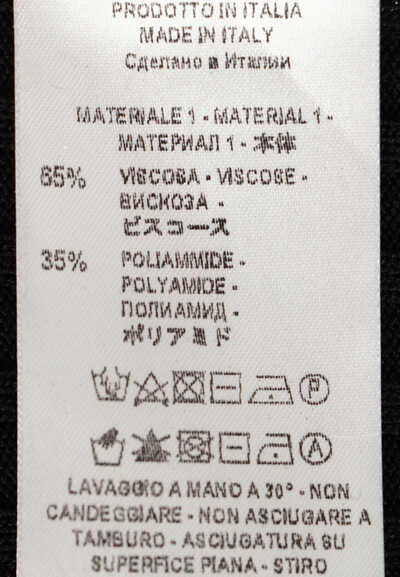 PRODOTTO IN ITALIA
MADE IN ITALY
Сделано в Италии
MATERIALE 1 - MATERIAL 1 -
МАТЕРИАЛ 1 - 本体
65% VISCOSA - VISCOSE -
ВИСКОЗА -
ビスコース
35% POLIAMMIDE -
POLYAMIDE -
ПОЛИАМИД -
ポリアミド
P
A
LAVAGGIO A MANO A 30° - NON
CANDEGGIARE - NON ASCIUGARE A
TAMBURO - ASCIUGATURA SU
SUPERFICE PIANA - STIRO